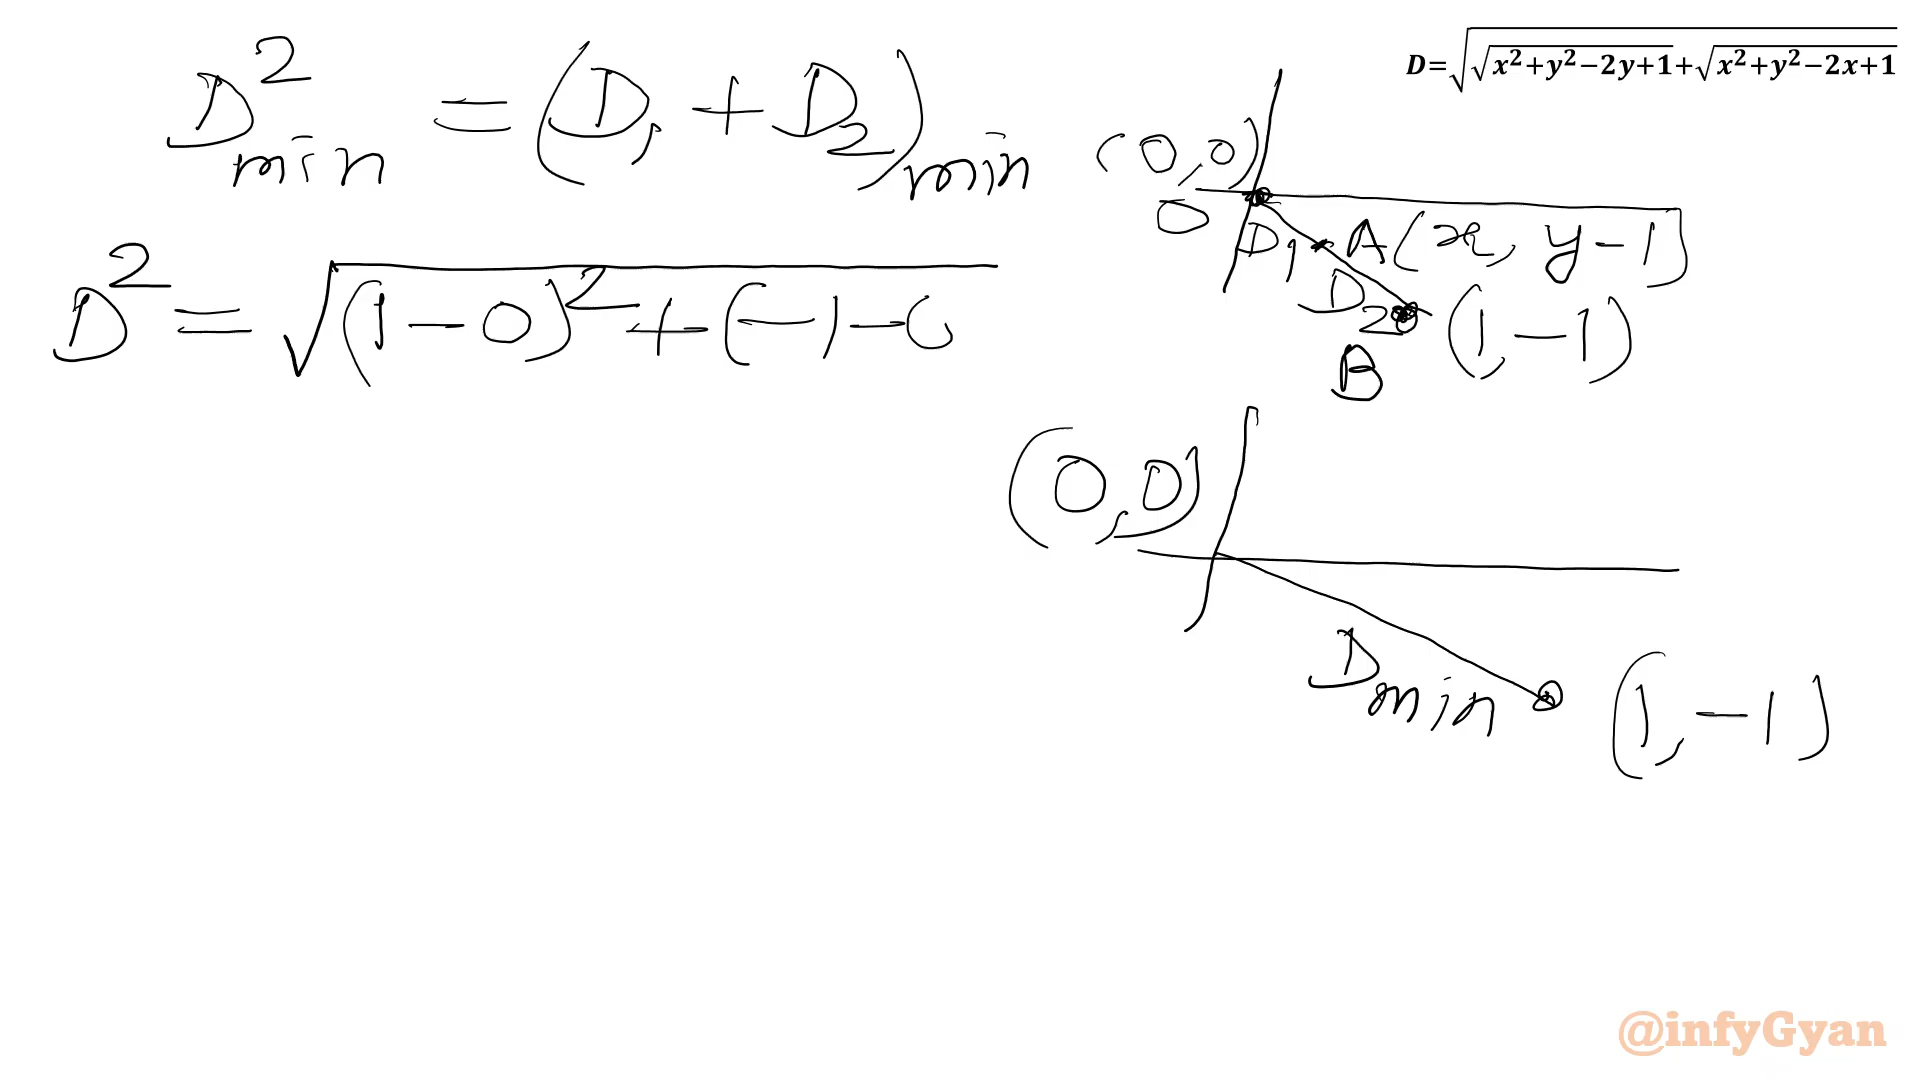 D²min = (D₁ + D₂)min
D² = √(1-0)² + (-1-0
D=√√x²+y²−2y+1+√x²+y²−2x+1
(0,0)
O
D₁ A(x, y-1)
D₂ (1,-1)
B
(0,0)
Dmin
(1,-1)
@infyGyan